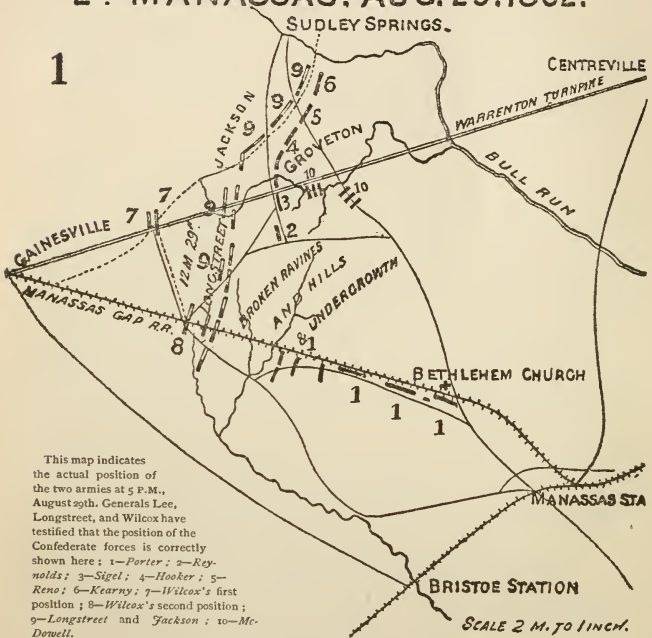 2ᴰ MANASSAS, AUG. 29. 1862.
SUDLEY SPRINGS.
1
CENTREVILLE
WARRENTON TURNPIKE
9
6
9
5
9
JACKSON
4
GROVETON
10
10
BULL RUN
7
7
9
3
2
GAINESVILLE
12 M 29ᵗʰ
LONGSTREET
9
BROKEN RAVINES
AND HILLS
UNDERGROWTH
MANASSAS GAP R.R.
8
&
1
BETHLEHEM CHURCH
1
1
1
MANASSAS STA
BRISTOE STATION
SCALE 2 M. TO 1 INCH.
This map indicates
the actual position of
the two armies at 5 P.M.,
August 29th. Generals Lee,
Longstreet, and Wilcox have
testified that the position of the
Confederate forces is correctly
shown here ; 1—Porter ; 2—Rey-
nolds ; 3—Sigel ; 4—Hooker ; 5—
Reno ; 6—Kearny ; 7—Wilcox's first
position ; 8—Wilcox's second position ;
9—Longstreet and Jackson ; 10—Mc-
Dowell.